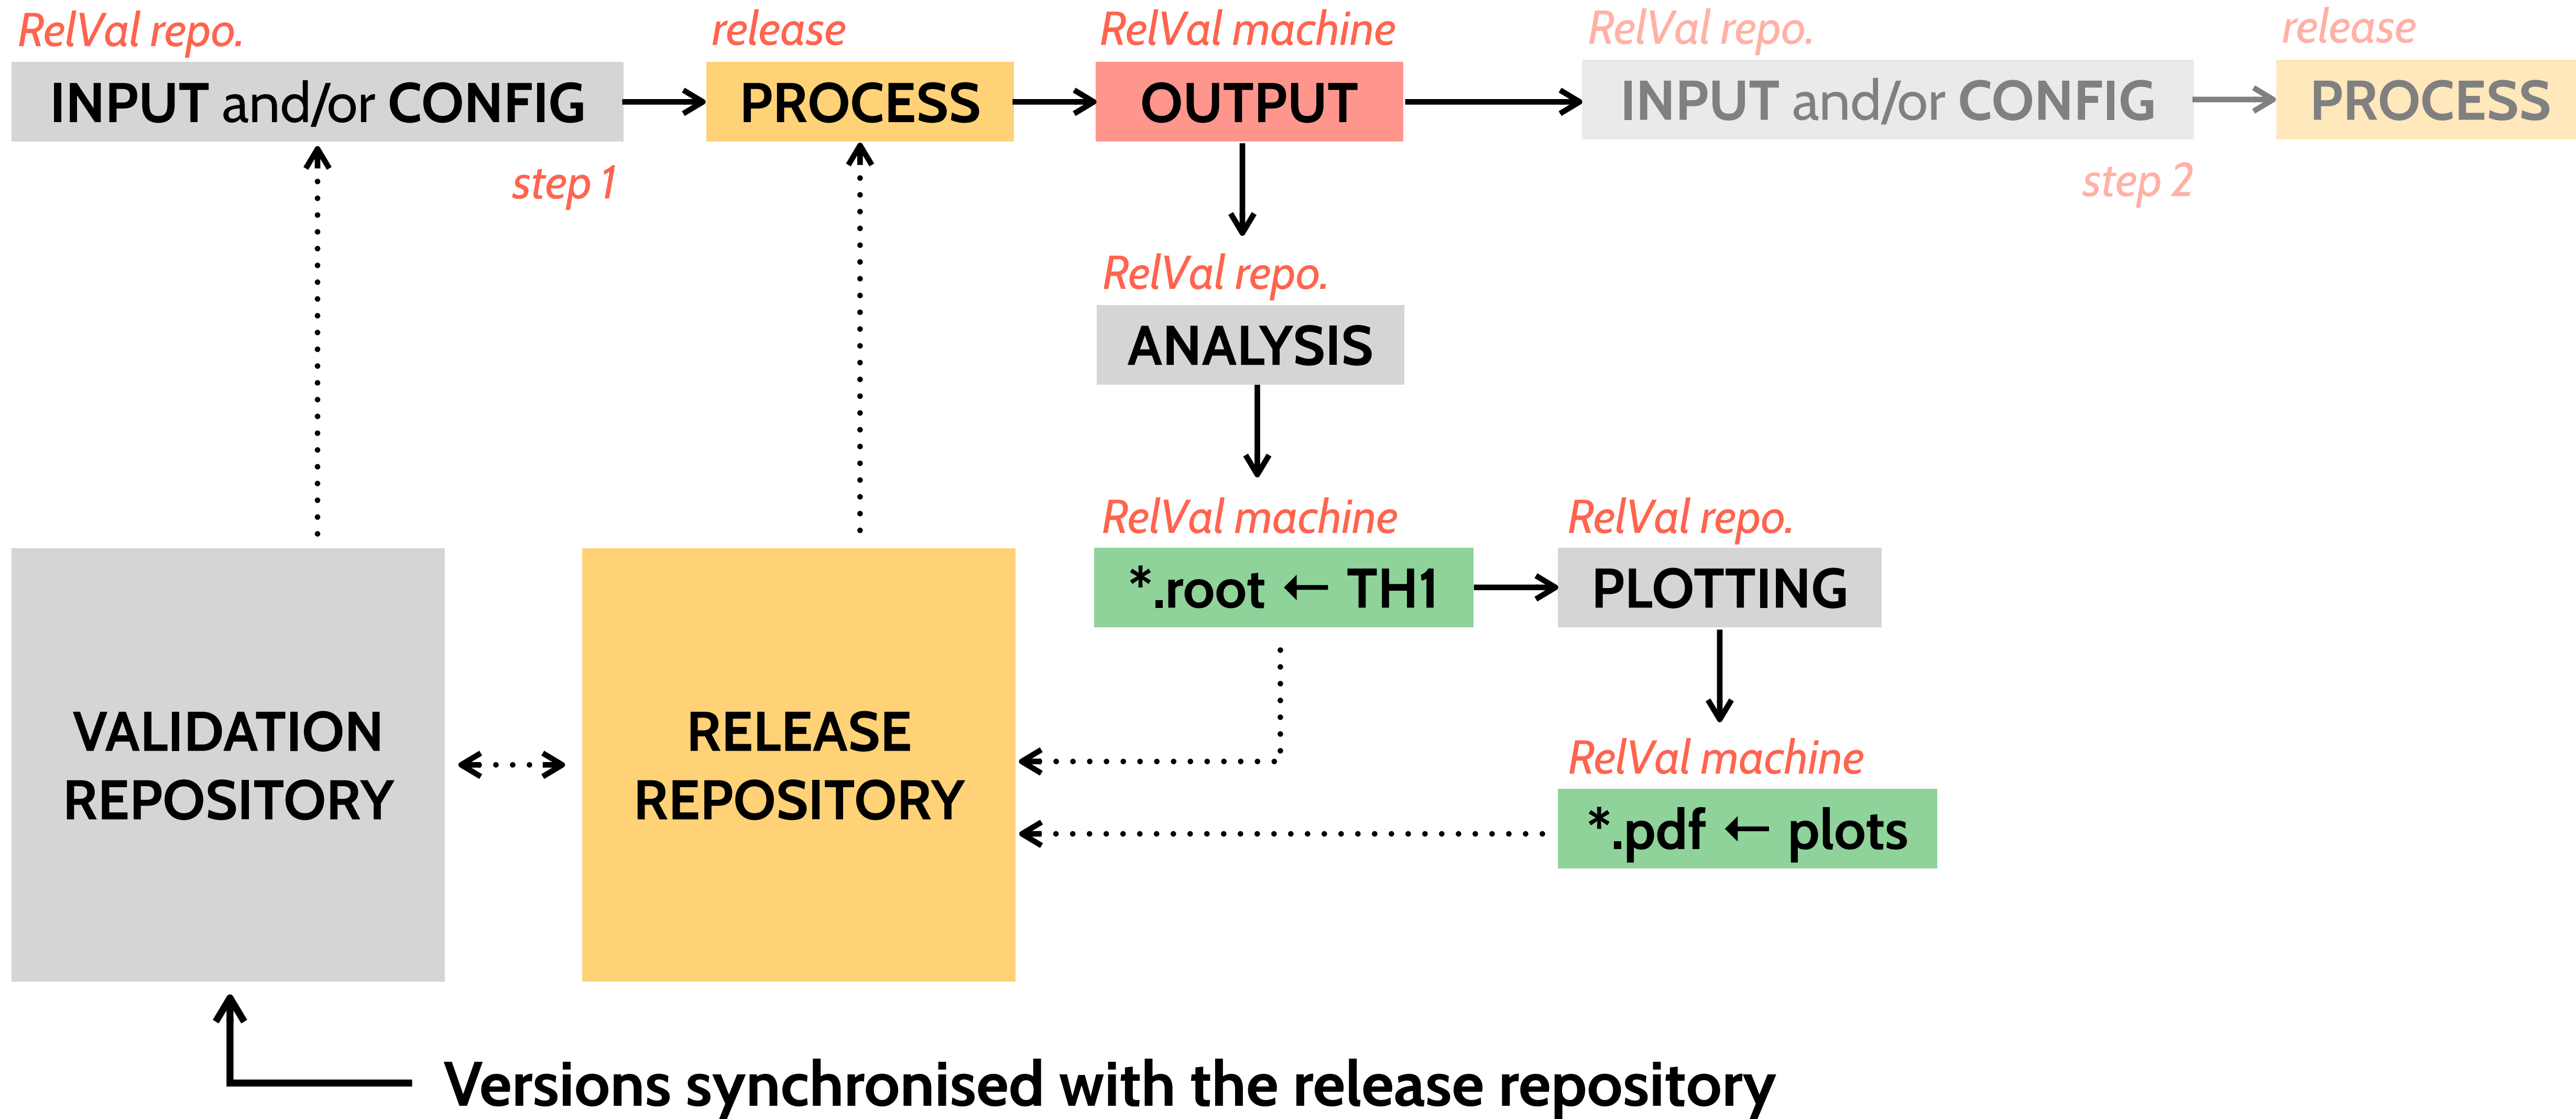 RelVal repo.
release
RelVal machine
RelVal repo.
release
INPUT and/or CONFIG
PROCESS
OUTPUT
INPUT and/or CONFIG
PROCESS
step 1
step 2
RelVal repo.
ANALYSIS
RelVal machine
RelVal repo.
*.root ← TH1
PLOTTING
VALIDATION
REPOSITORY
RELEASE
REPOSITORY
RelVal machine
*.pdf ← plots
Versions synchronised with the release repository